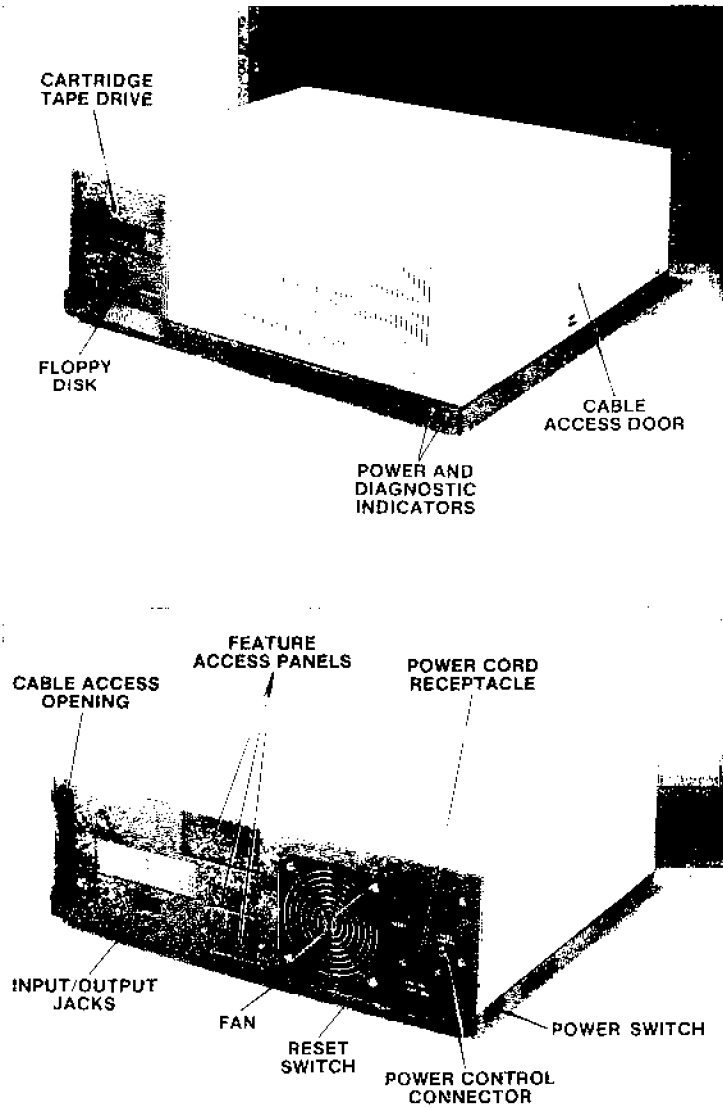 CARTRIDGE
TAPE DRIVE
FLOPPY
DISK
CABLE
ACCESS DOOR
POWER AND
DIAGNOSTIC
INDICATORS
FEATURE
ACCESS PANELS
POWER CORD
RECEPTACLE
CABLE ACCESS
OPENING
INPUT/OUTPUT
JACKS
FAN
RESET
SWITCH
POWER SWITCH
POWER CONTROL
CONNECTOR